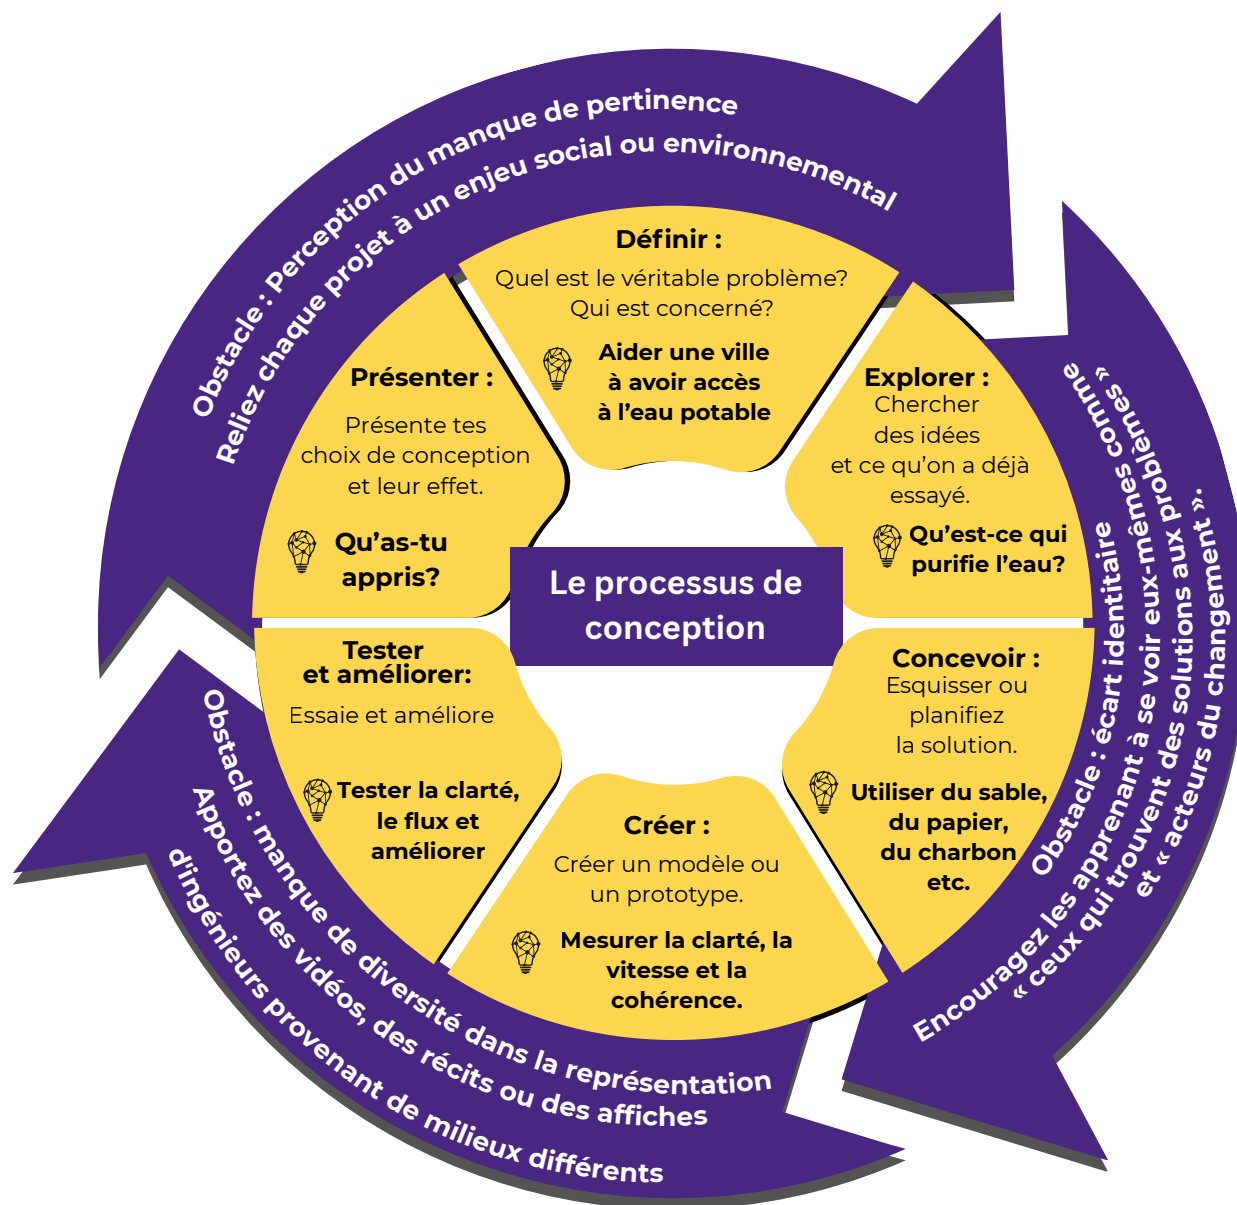 Obstacle : Perception du manque de pertinence
Reliez chaque projet à un enjeu social ou environnemental
Définir :
Quel est le véritable problème?
Qui est concerné?
Aider une ville
à avoir accès
à l'eau potable
Explorer :
Chercher
des idées
et ce qu'on a déjà
essayé.
Qu'est-ce qui
purifie l'eau?
Obstacle : écart identitaire
Encouragez les apprenant à se voir eux-mêmes comme
« ceux qui trouvent des solutions aux problèmes »
et « acteurs du changement ».
Concevoir :
Esquisser ou
planifiez
la solution.
Utiliser du sable,
du papier,
du charbon
etc.
Créer :
Créer un modèle ou
un prototype.
Mesurer la clarté, la
vitesse et la
cohérence.
Obstacle : manque de diversité dans la représentation
Apportez des vidéos, des récits ou des affiches
d'ingénieurs provenant de milieux différents
Tester
et améliorer:
Essaie et améliore
Tester la clarté,
le flux et
améliorer
Présenter :
Présente tes
choix de conception
et leur effet.
Qu'as-tu
appris?
Le processus de
conception